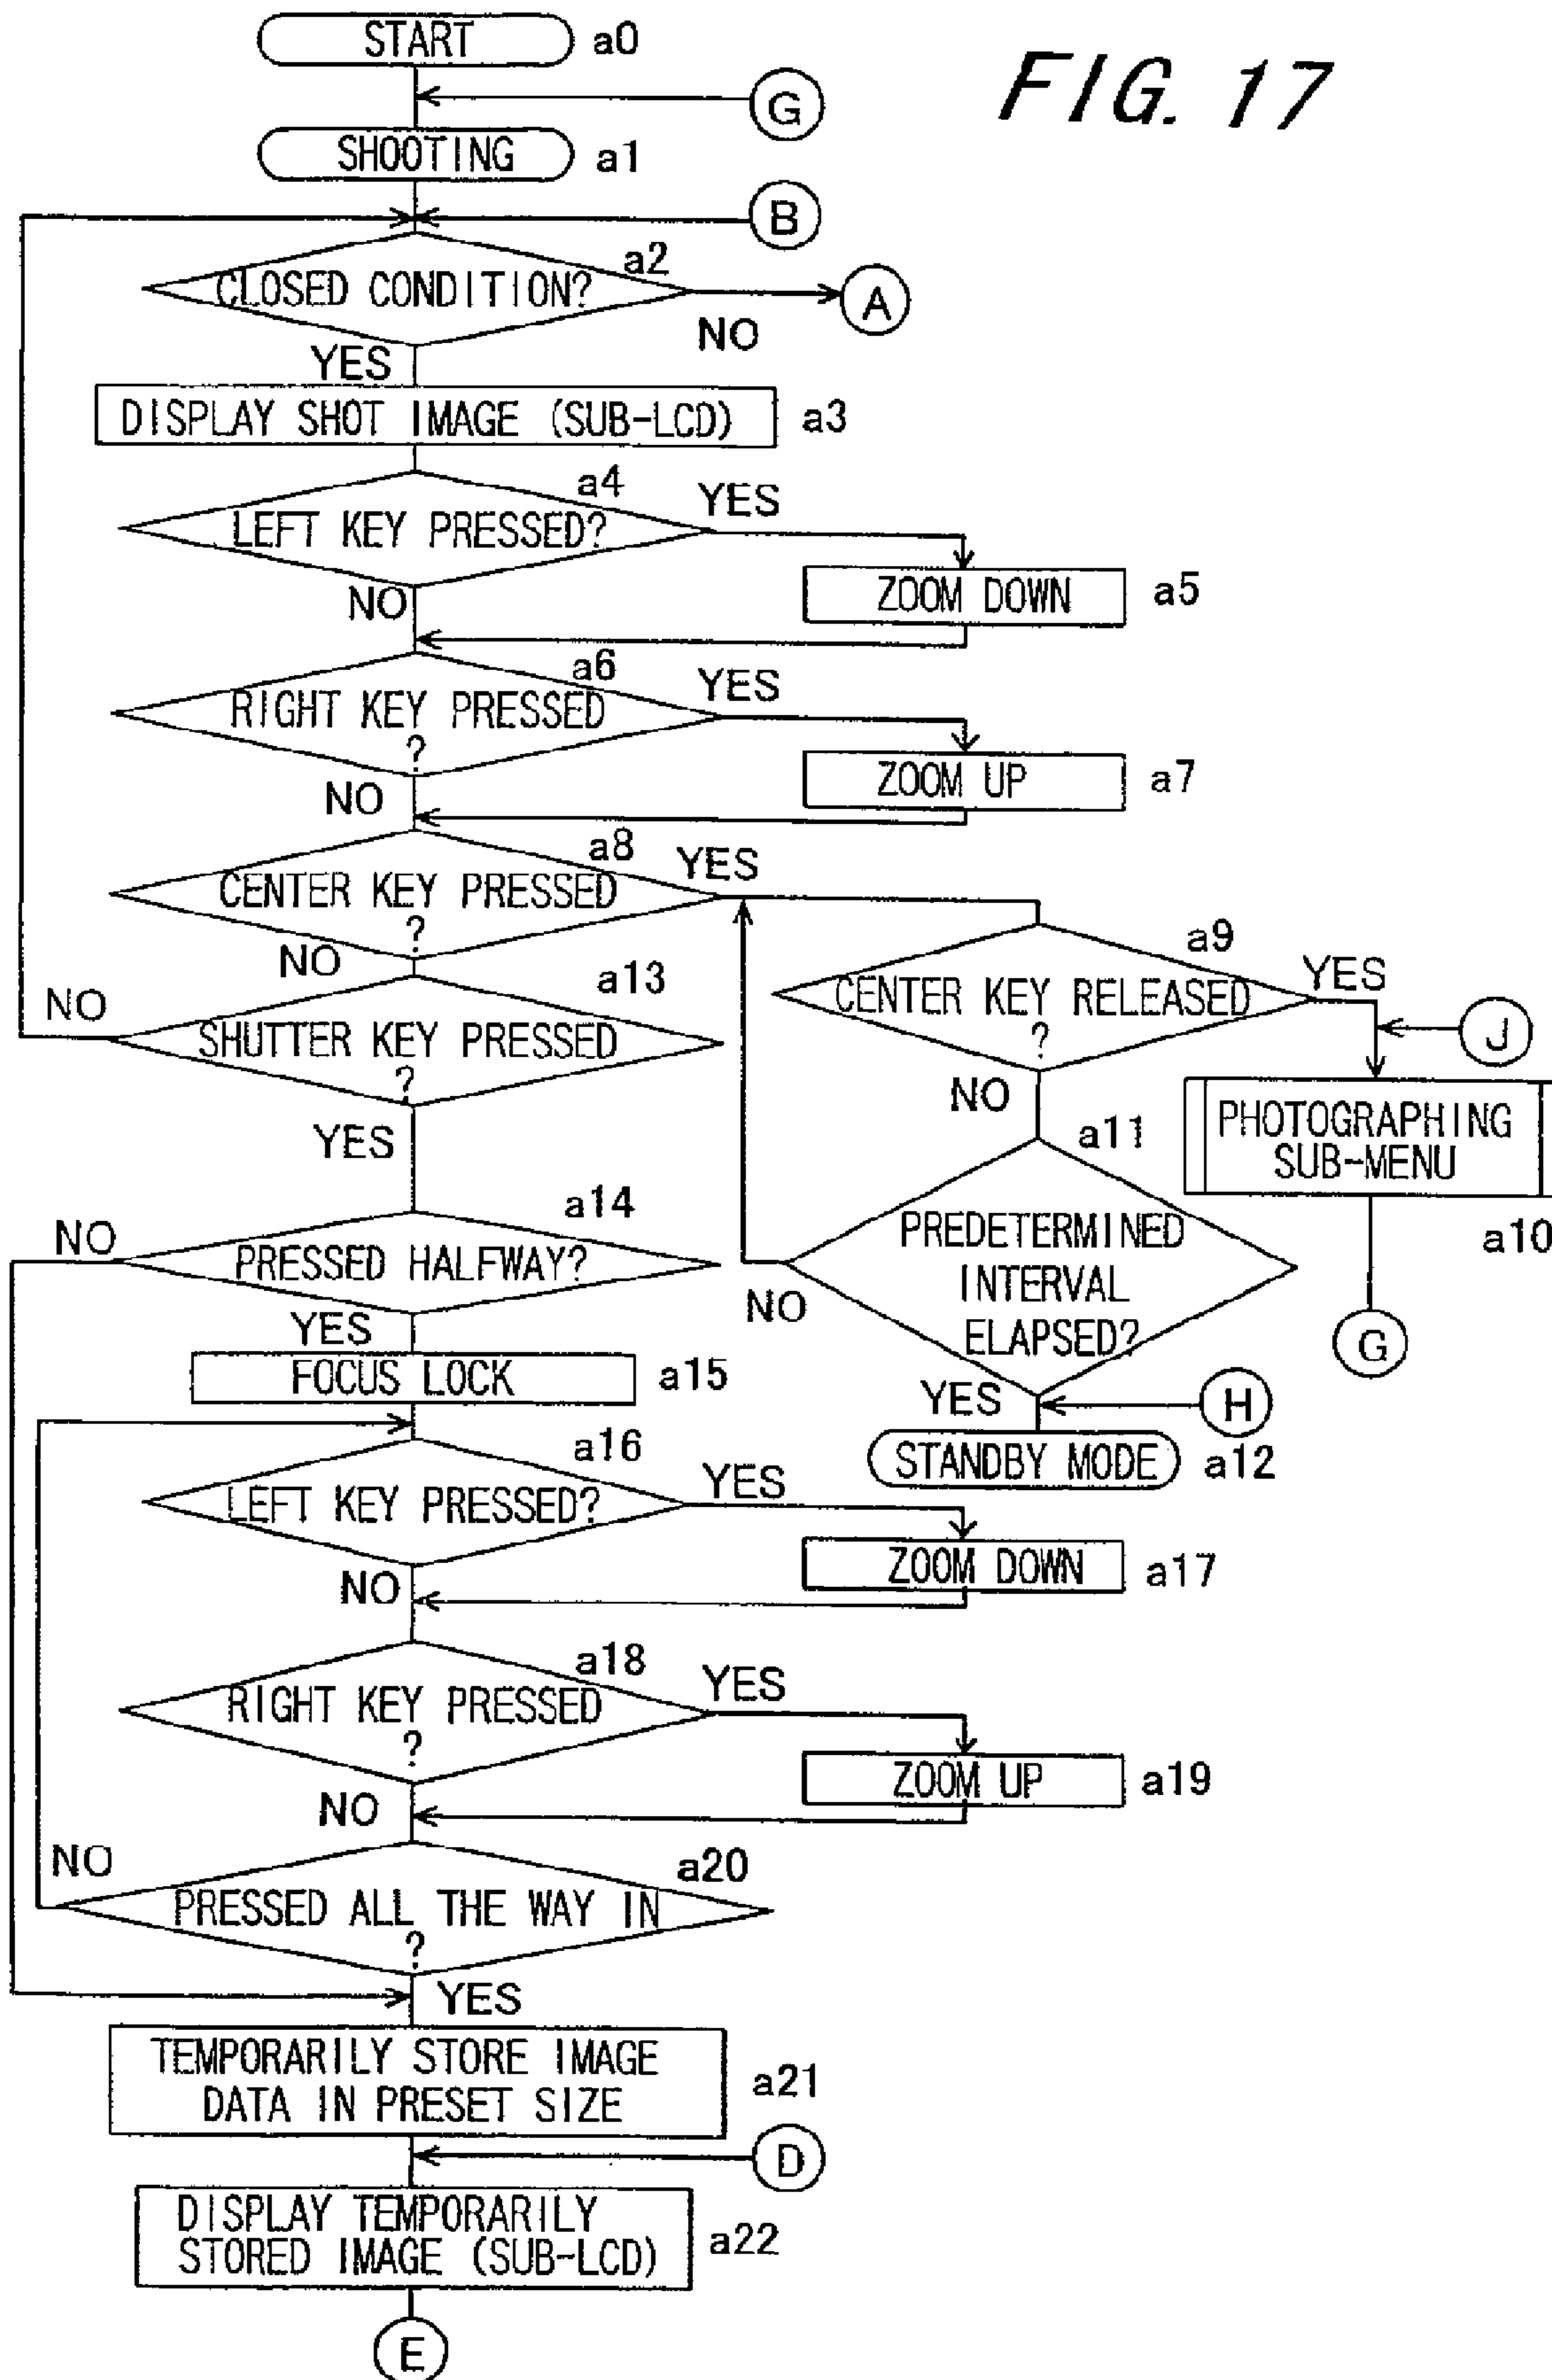 START a0
FIG. 17
G
SHOOTING a1
B
a2
CLOSED CONDITION?
A
NO
YES
DISPLAY SHOT IMAGE (SUB-LCD) a3
a4 YES
LEFT KEY PRESSED?
ZOOM DOWN a5
NO
a6 YES
RIGHT KEY PRESSED
?
ZOOM UP a7
NO
a8 YES
CENTER KEY PRESSED
?
NO
a9
YES
CENTER KEY RELEASED
?
J
NO
PHOTOGRAPHING
SUB-MENU
a10
G
a11
PREDETERMINED
INTERVAL
ELAPSED?
NO
YES
H
STANDBY MODE a12
a13
NO
SHUTTER KEY PRESSED
?
YES
a14
NO
PRESSED HALFWAY?
YES
FOCUS LOCK a15
a16
YES
LEFT KEY PRESSED?
ZOOM DOWN a17
NO
a18
YES
RIGHT KEY PRESSED
?
ZOOM UP a19
NO
NO
a20
PRESSED ALL THE WAY IN
?
YES
TEMPORARILY STORE IMAGE
DATA IN PRESET SIZE
a21
D
DISPLAY TEMPORARILY
STORED IMAGE (SUB-LCD)
a22
E